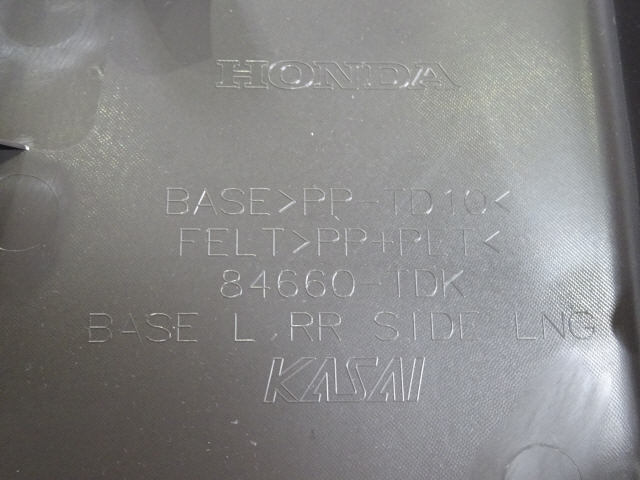 HONDA
BASE>PP-TD10<
FELT>PP+PET<
84660-TDK
BASE L,RR SIDE LNG
KASAI